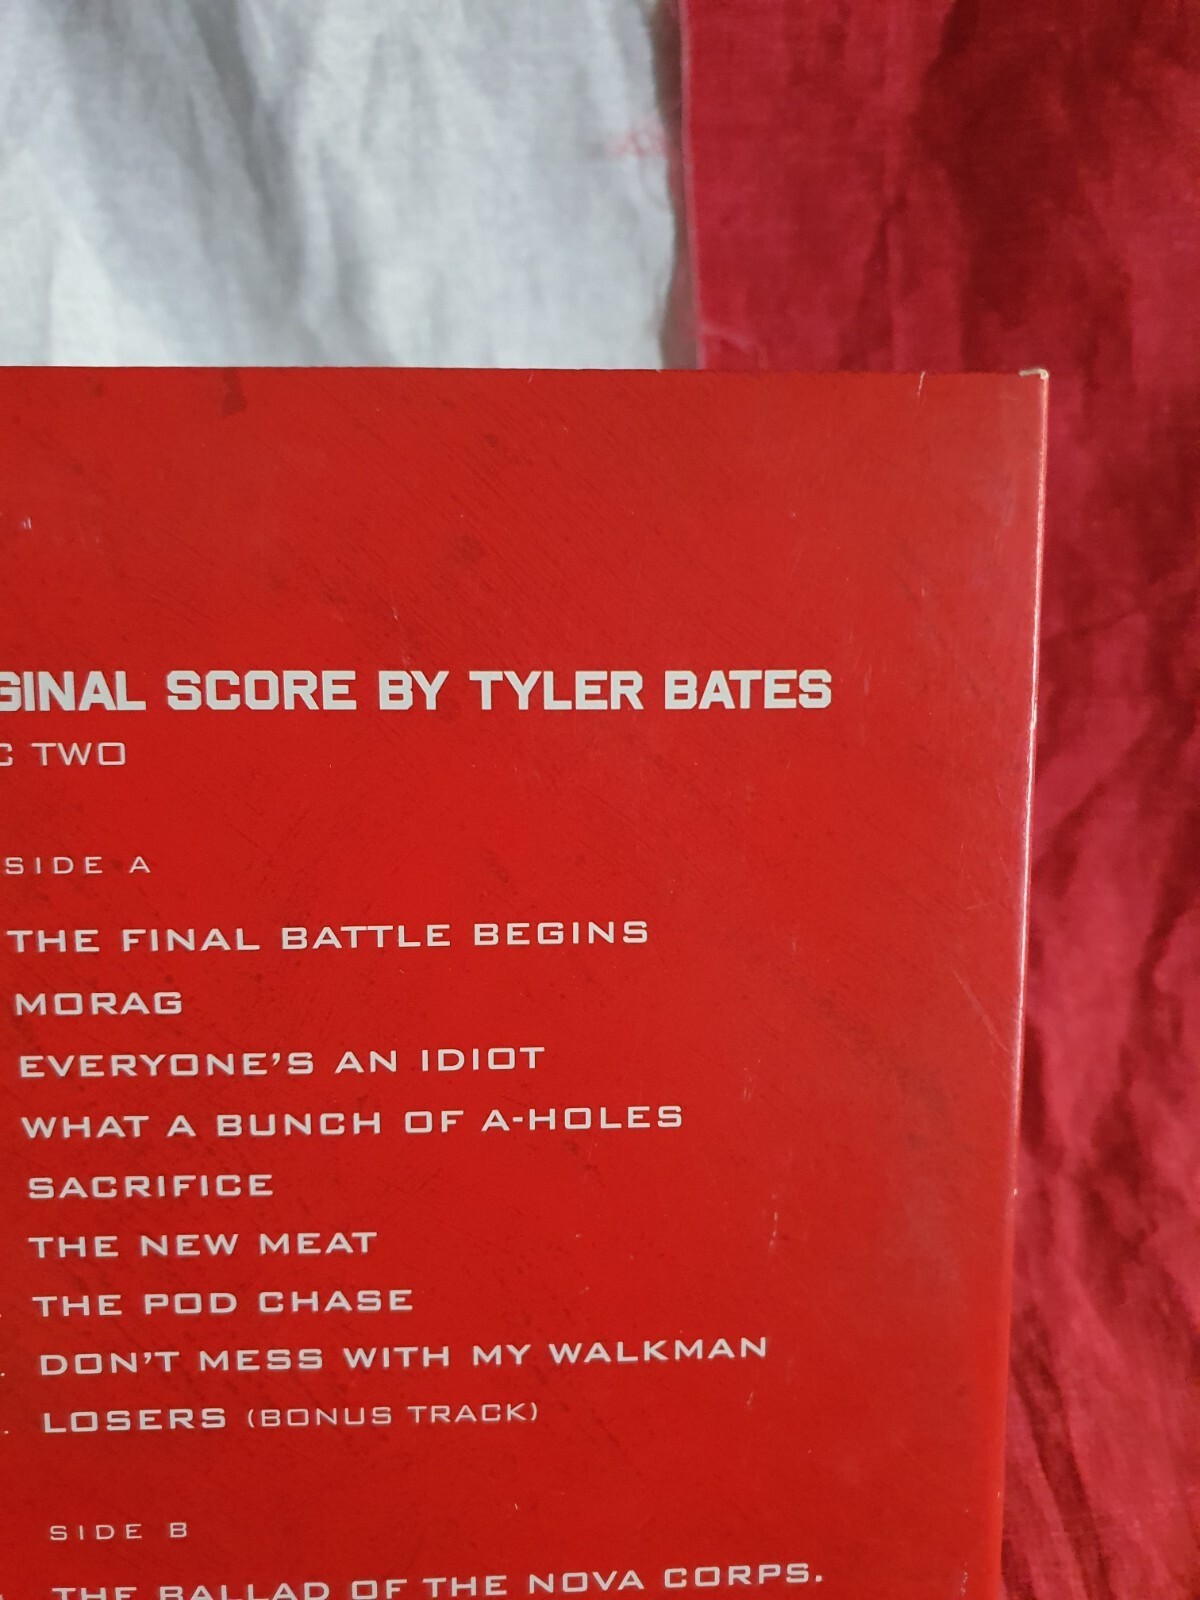 GINAL SCORE BY TYLER BATES
C TWO
SIDE A
THE FINAL BATTLE BEGINS
MORAG
EVERYONE'S AN IDIOT
WHAT A BUNCH OF A-HOLES
SACRIFICE
THE NEW MEAT
THE POD CHASE
DON'T MESS WITH MY WALKMAN
LOSERS (BONUS TRACK)
SIDE B
THE BALLAD OF THE NOVA CORPS.